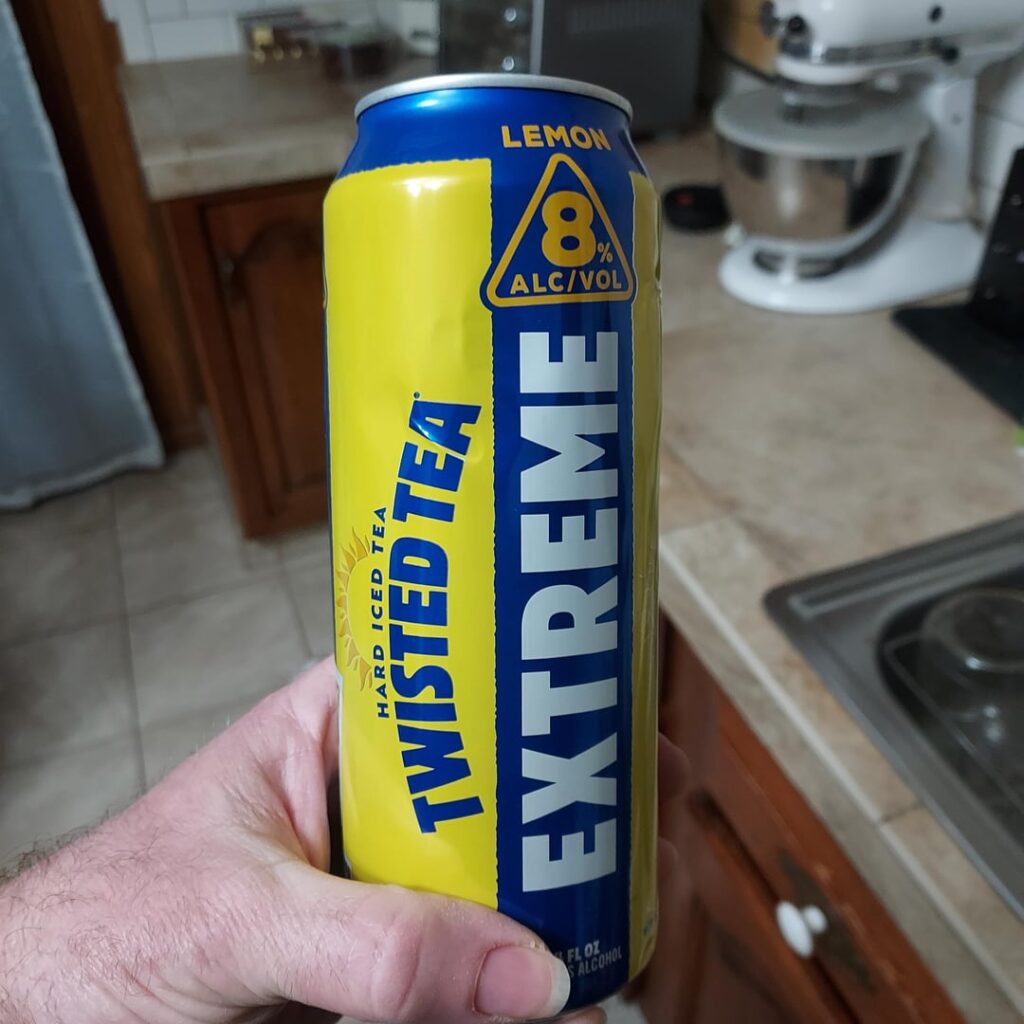 LEMON
8%
ALC/VOL
HARD ICED TEA
TWISTED TEA®
EXTREME
FL OZ
ALCOHOL